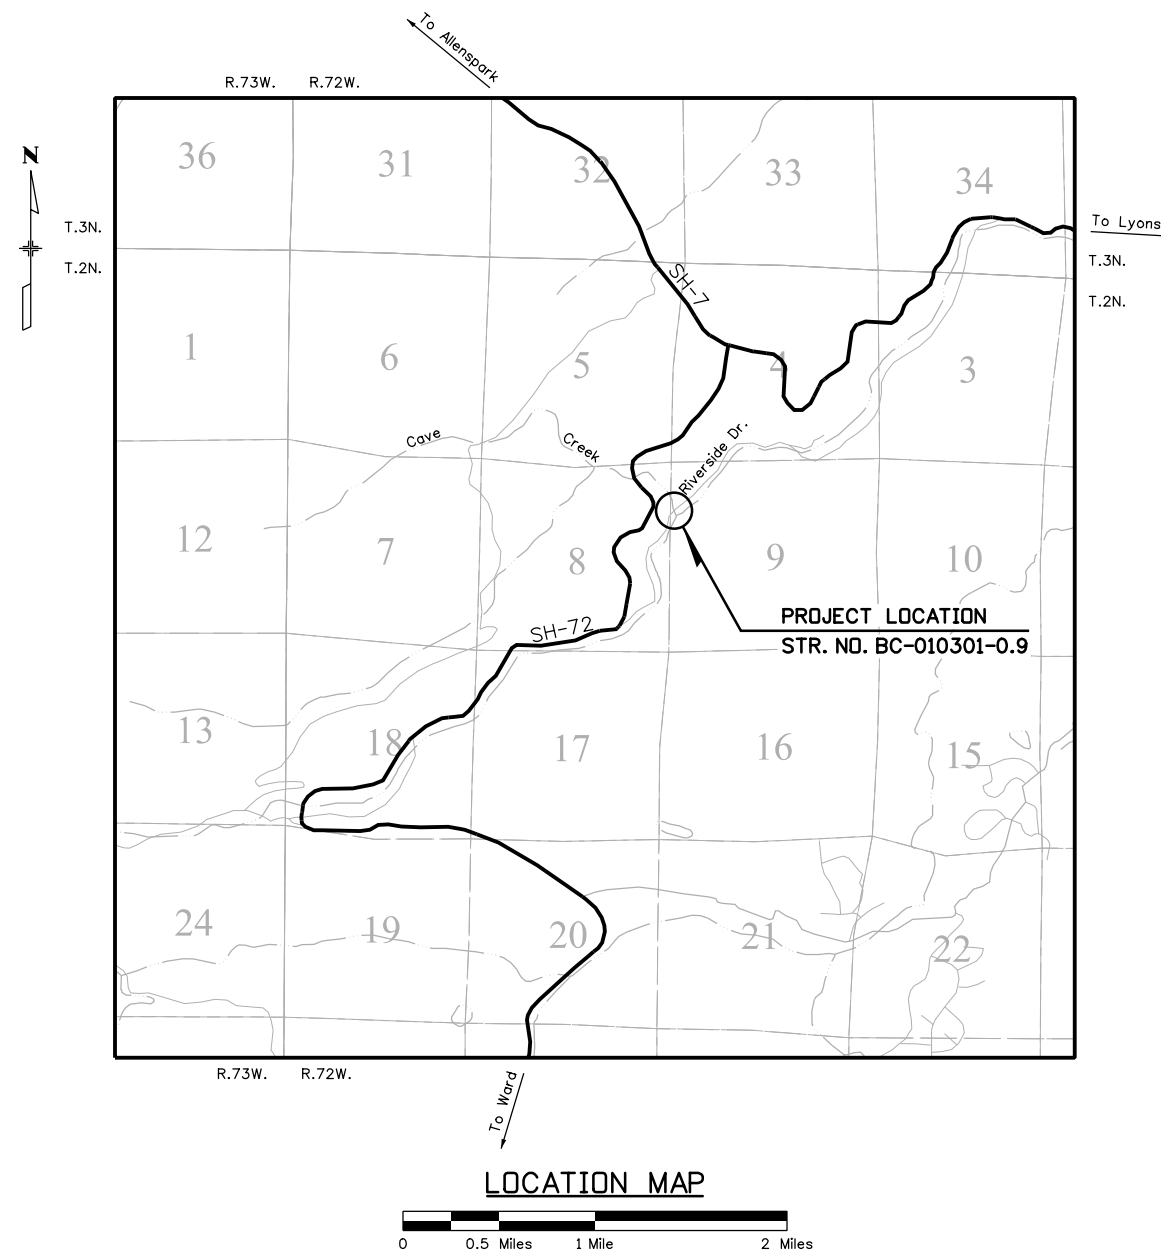 To Allenspark
R.73W. R.72W.
36 31 32 33 34
N
T.3N.
To Lyons
T.2N.
T.3N.
SH-7
T.2N.
1 6 5 4 3
Cave
Creek
Riverside Dr.
12 7 8 9 10
PROJECT LOCATION
SH-72
STR. NO. BC-010301-0.9
13 18 17 16 15
24 19 20 21 22
R.73W. R.72W.
To Ward
LOCATION MAP
0 0.5 Miles 1 Mile 2 Miles